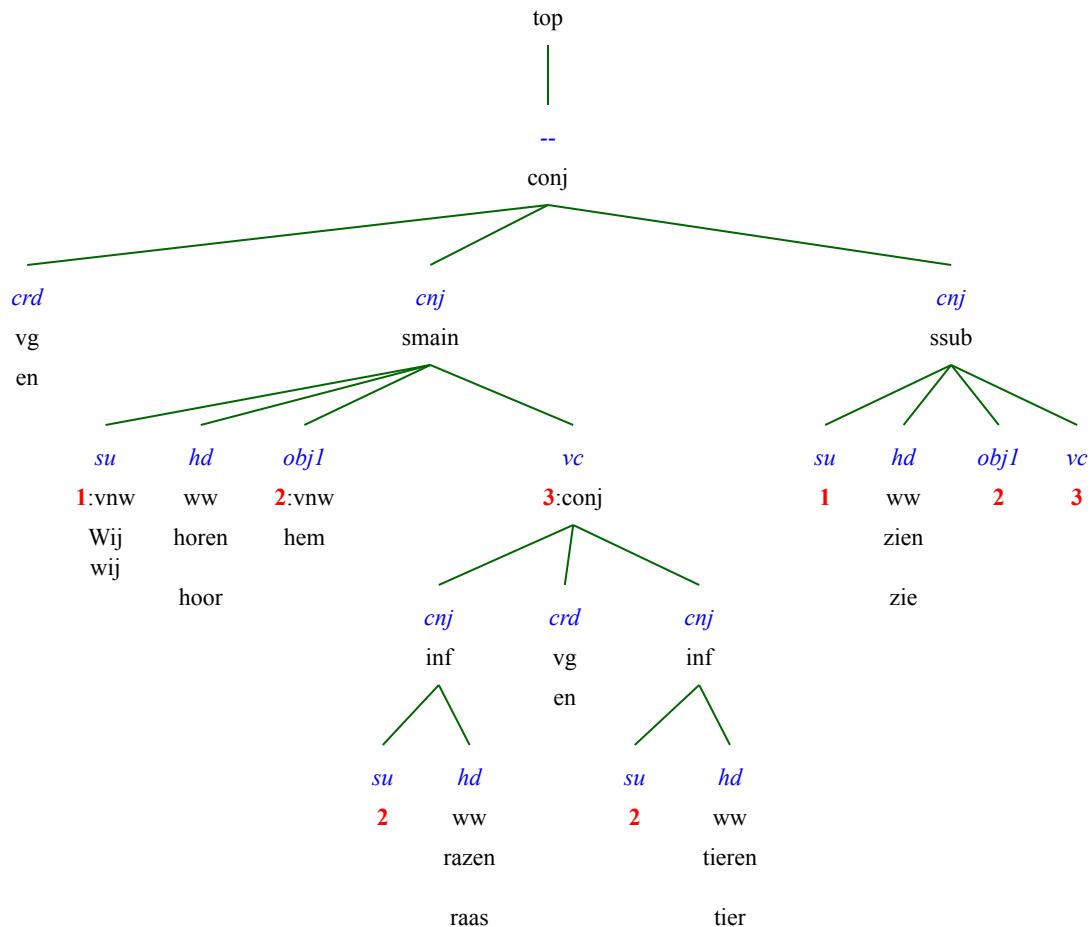 top
--
conj
crd cnj cnj
vg smain ssub
en
su hd obj1 vc su hd obj1 vc
1:vnw ww 2:vnw 3:conj 1 ww 2 3
Wij horen hem zien
wij
hoor zie
cnj crd cnj
inf vg inf
en
su hd su hd
2 ww 2 ww
razen tieren
raas tier